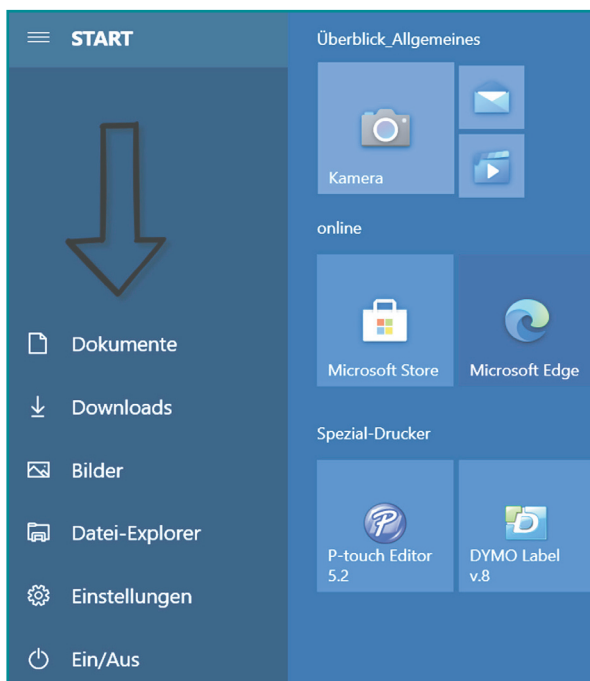 START
Dokumente
Downloads
Bilder
Datei-Explorer
Einstellungen
Ein/Aus
Überblick_Allgemeines
Kamera
online
Microsoft Store
Microsoft Edge
Spezial-Drucker
P-touch Editor
5.2
DYMO Label
v.8